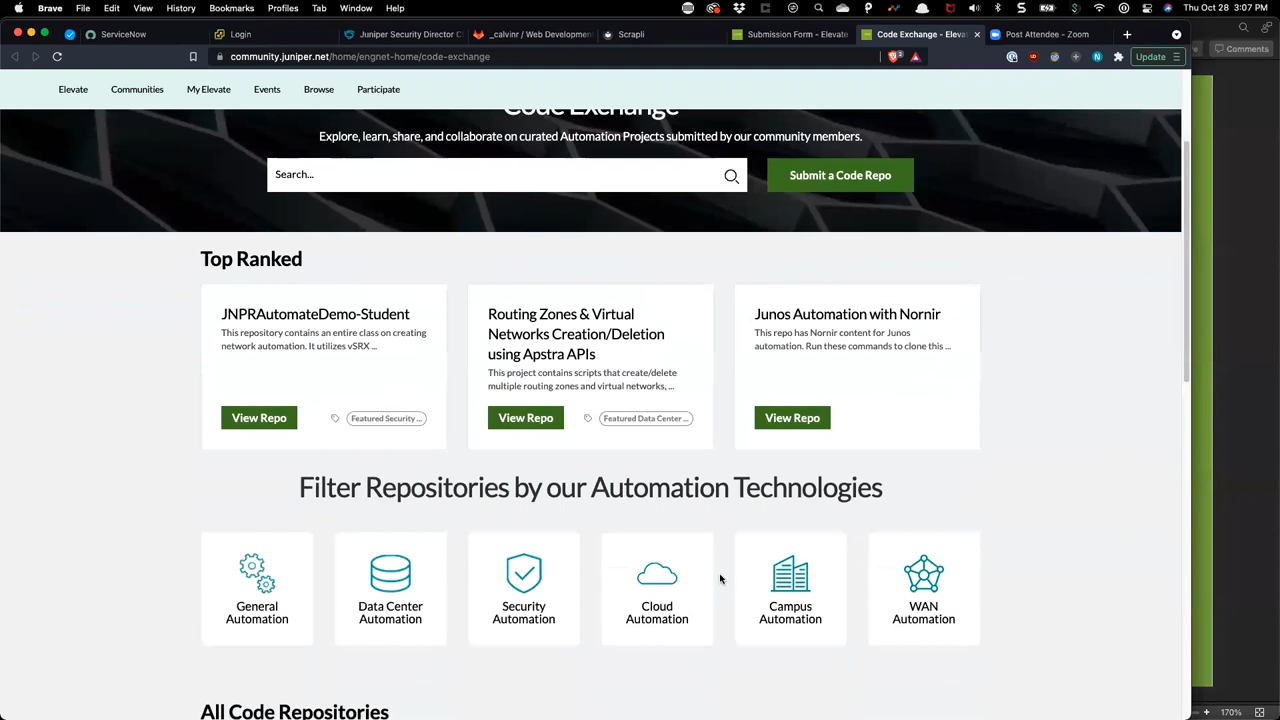 Brave File Edit View History Bookmarks Profiles Tab Window Help Thu Oct 28 3:07 PM
ServiceNow Login Juniper Security Director C _calvinr / Web Developmen Scrapli Submission Form - Elevate Code Exchange - Eleva Post Attendee - Zoom
community.juniper.net/home/engnet-home/code-exchange
Update
Comments
Elevate Communities My Elevate Events Browse Participate
Code Exchange
Explore, learn, share, and collaborate on curated Automation Projects submitted by our community members.
Search...
Submit a Code Repo
Top Ranked
JNPRAutomateDemo-Student
This repository contains an entire class on creating
network automation. It utilizes vSRX ...
View Repo
Featured Security ...
Routing Zones & Virtual
Networks Creation/Deletion
using Apstra APIs
This project contains scripts that create/delete
multiple routing zones and virtual networks, ...
View Repo
Featured Data Center ...
Junos Automation with Nornir
This repo has Nornir content for Junos
automation. Run these commands to clone this ...
View Repo
Filter Repositories by our Automation Technologies
General
Automation
Data Center
Automation
Security
Automation
Cloud
Automation
Campus
Automation
WAN
Automation
All Code Repositories
170%